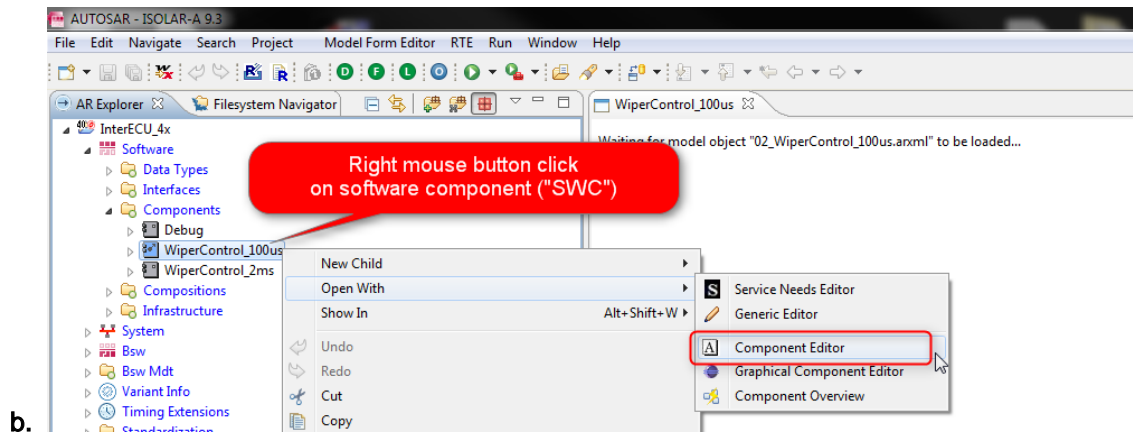 AUTOSAR - ISOLAR-A 9.3
File Edit Navigate Search Project Model Form Editor RTE Run Window Help
AR Explorer Filesystem Navigator
WiperControl_100us
InterECU_4x
Waiting for model object "02_WiperControl_100us.arxml" to be loaded...
Software
Data Types
Interfaces
Components
Debug
WiperControl_100us
WiperControl_2ms
Compositions
Infrastructure
System
Bsw
Bsw Mdt
Variant Info
Timing Extensions
Standardization
Right mouse button click
on software component ("SWC")
New Child
Open With
Show In Alt+Shift+W
Undo
Redo
Cut
Copy
Service Needs Editor
Generic Editor
Component Editor
Graphical Component Editor
Component Overview
b.